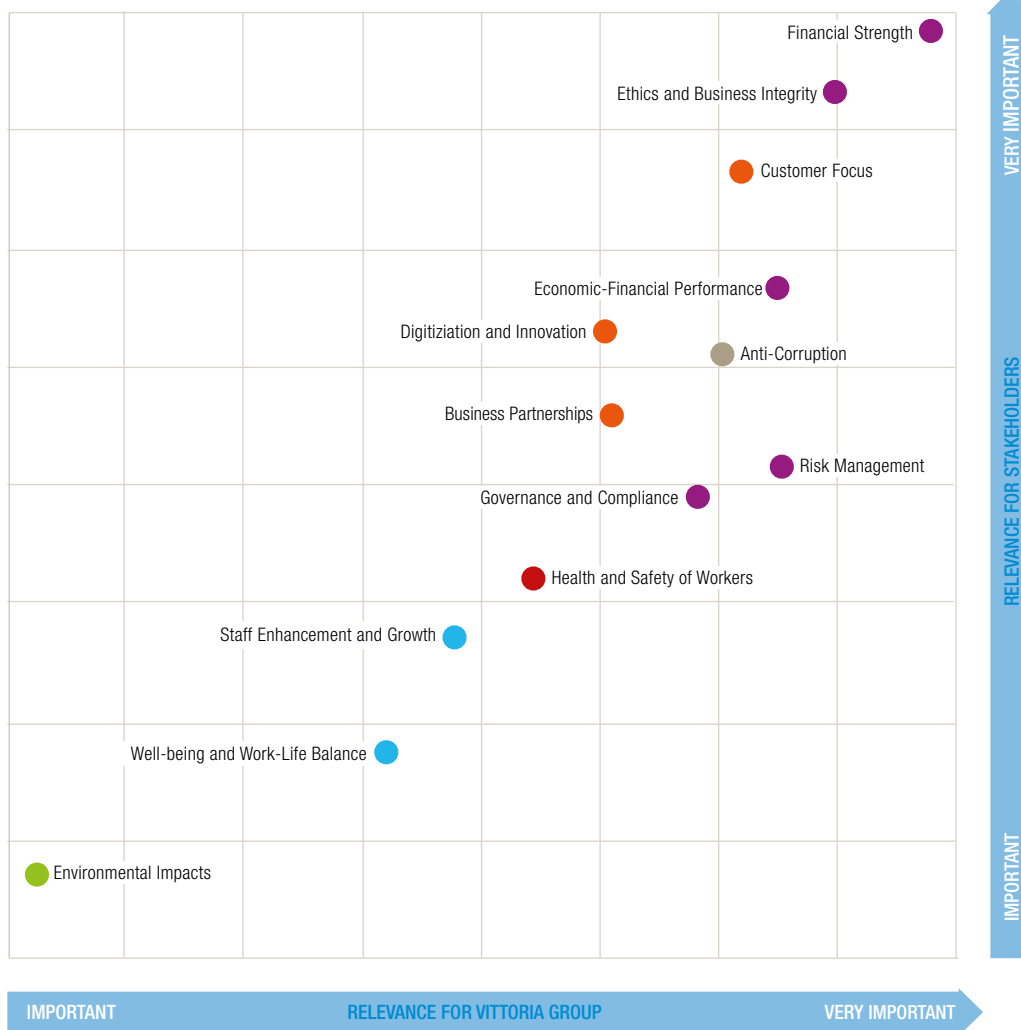 Financial Strength
Ethics and Business Integrity
Customer Focus
Economic-Financial Performance
Digitiziation and Innovation
Anti-Corruption
Business Partnerships
Risk Management
Governance and Compliance
Health and Safety of Workers
Staff Enhancement and Growth
Well-being and Work-Life Balance
Environmental Impacts
VERY IMPORTANT
RELEVANCE FOR STAKEHOLDERS
IMPORTANT
IMPORTANT
RELEVANCE FOR VITTORIA GROUP
VERY IMPORTANT